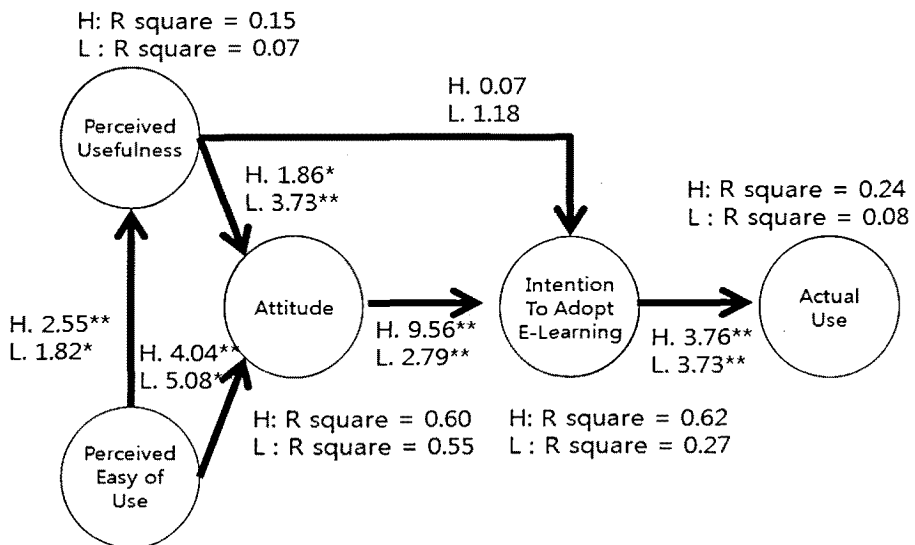 H: R square = 0.15
L : R square = 0.07
Perceived
Usefulness
H. 0.07
L. 1.18
H. 1.86*
L. 3.73**
H: R square = 0.24
L : R square = 0.08
Attitude
Intention
To Adopt
E-Learning
Actual
Use
H. 2.55**
L. 1.82*
H. 4.04**
L. 5.08*
H. 9.56**
L. 2.79**
H. 3.76**
L. 3.73**
H: R square = 0.60
L : R square = 0.55
H: R square = 0.62
L : R square = 0.27
Perceived
Easy of
Use